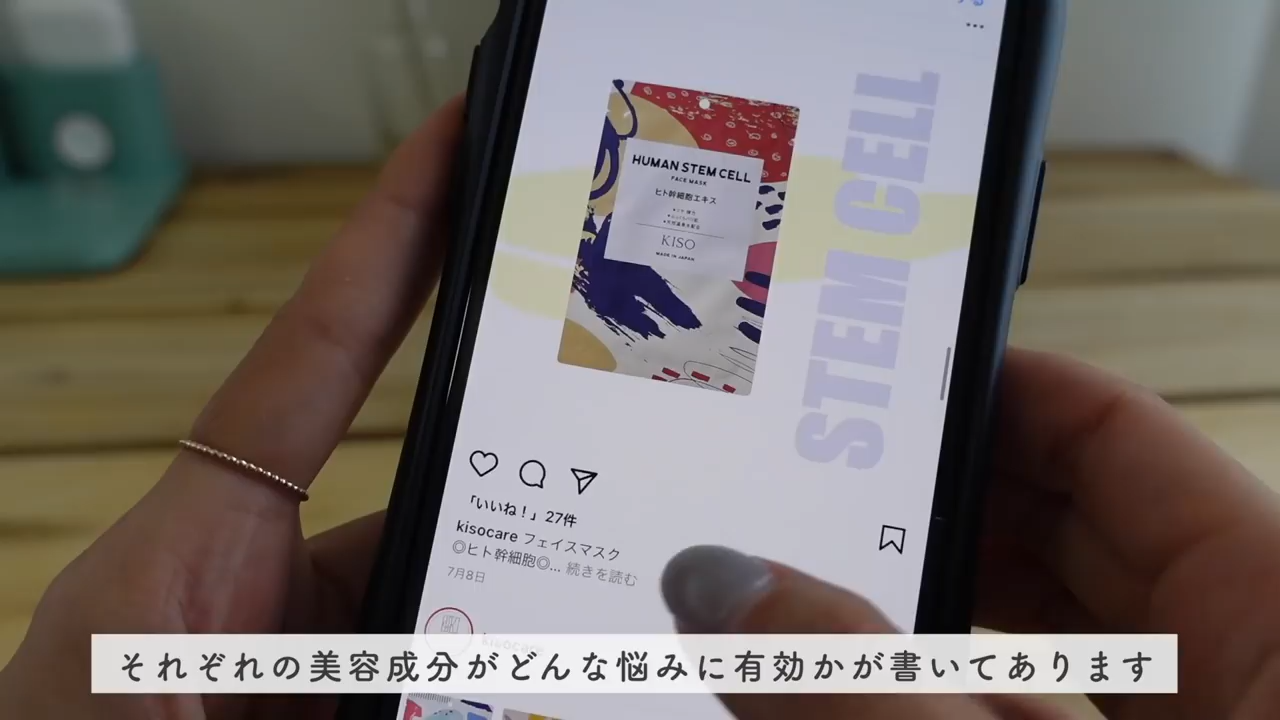 HUMAN STEM CELL
FACE MASK
ヒト幹細胞エキス
KISO
MADE IN JAPAN
STEM CELL
「いいね！」27件
kisocare フェイスマスク
◎ヒト幹細胞◎... 続きを読む
7月8日
kisocare
それぞれの美容成分がどんな悩みに有効かが書いてあります